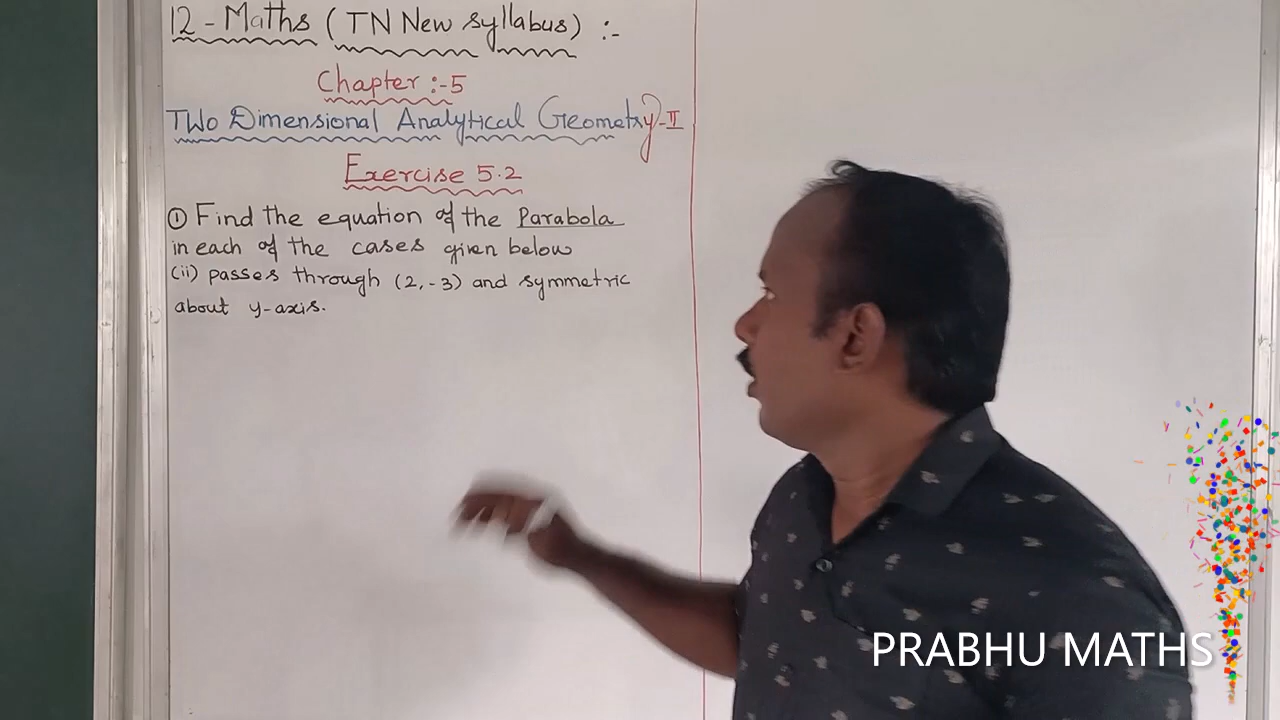 12 - Maths ( TN New syllabus) :-
Chapter :-5
Two Dimensional Analytical Geometry-II
Exercise 5.2
① Find the equation of the Parabola
in each of the cases given below
(ii) passes through (2,-3) and symmetric
about y-axis.
PRABHU MATHS